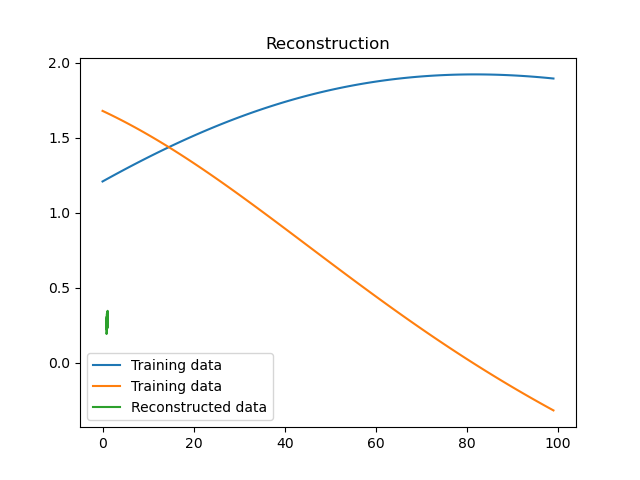 Reconstruction
2.0
1.5
1.0
0.5
0.0
Training data
Training data
Reconstructed data
0 20 40 60 80 100